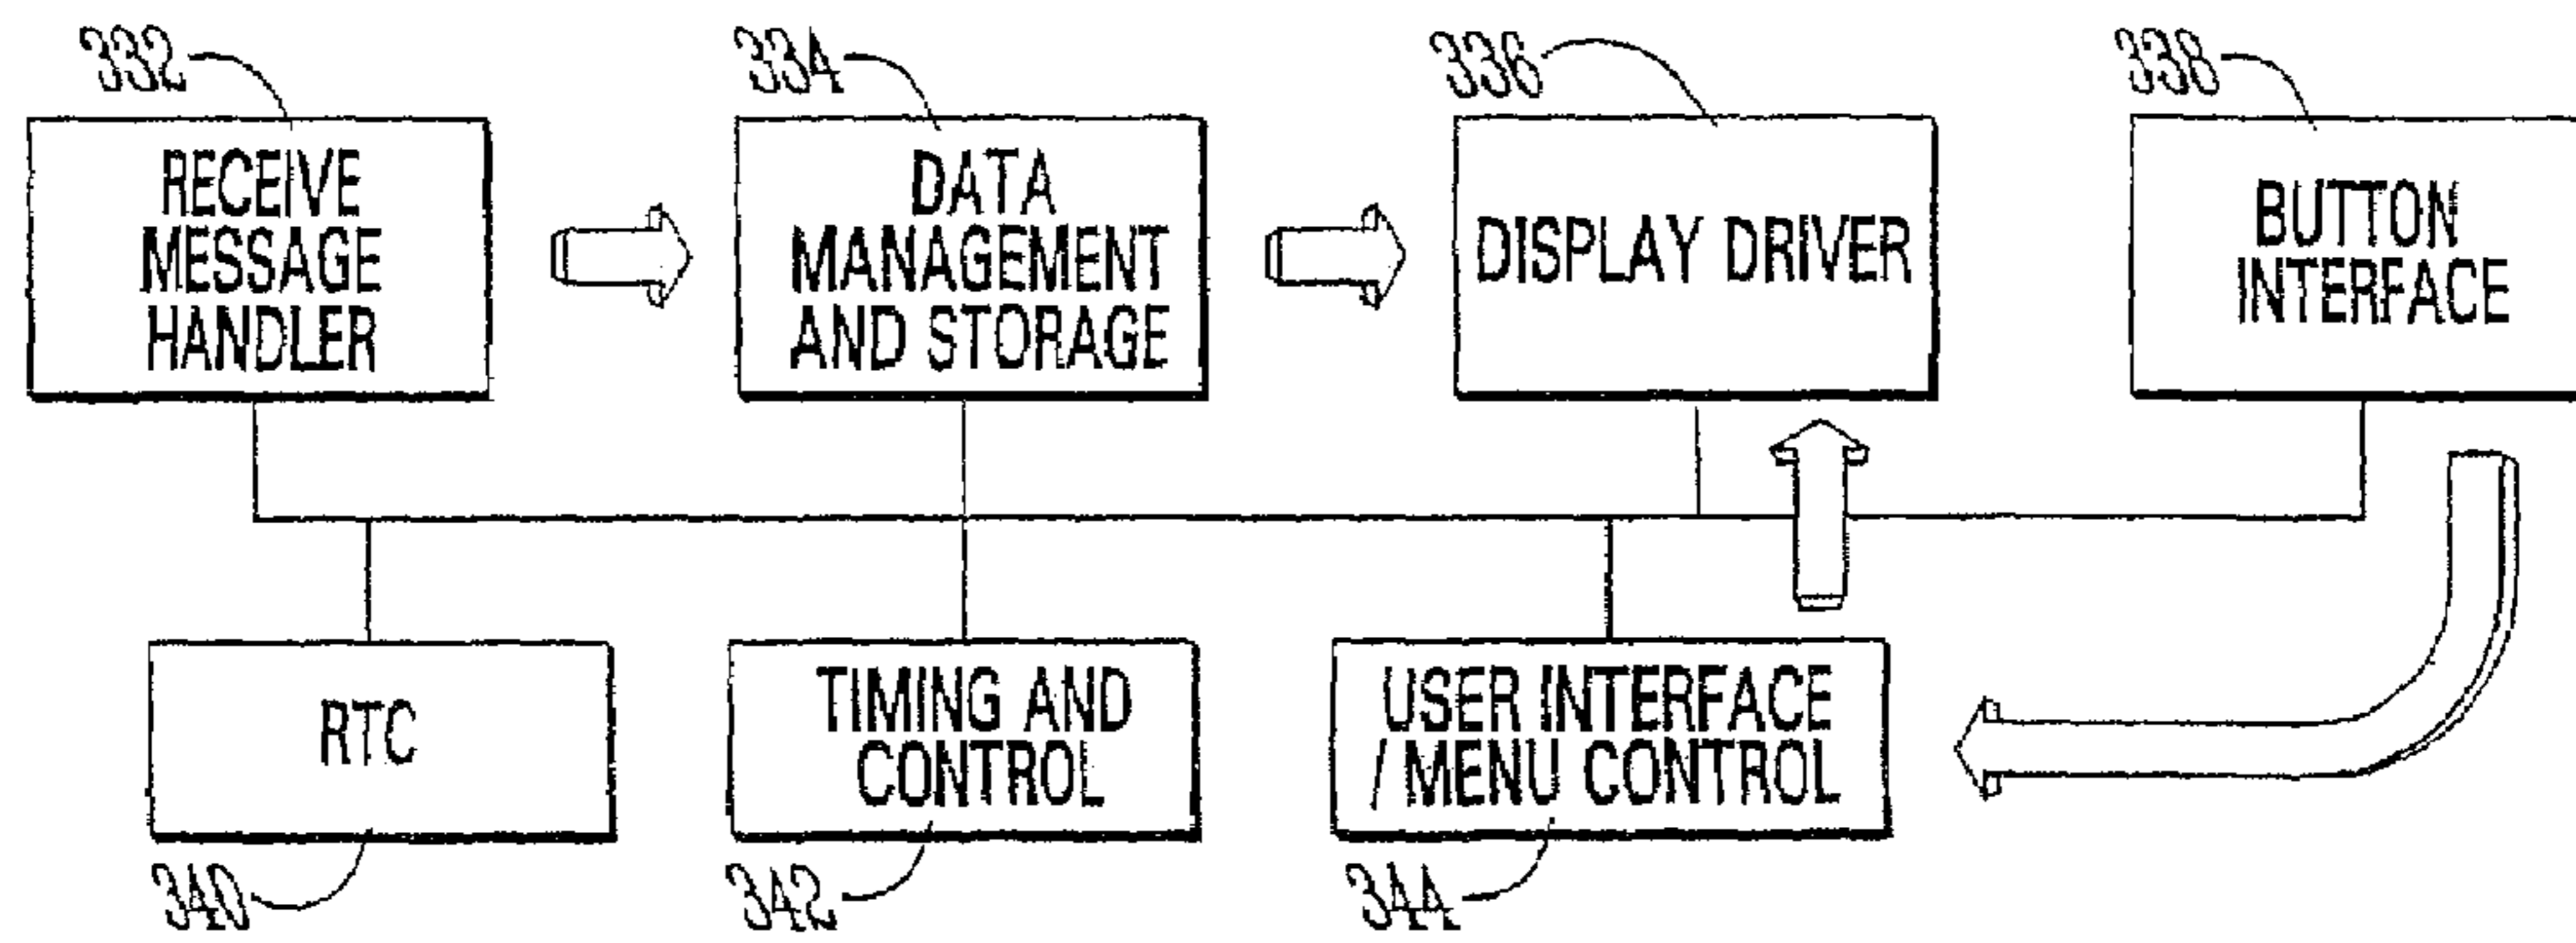 332
RECEIVE
MESSAGE
HANDLER
334
DATA
MANAGEMENT
AND STORAGE
336
DISPLAY DRIVER
338
BUTTON
INTERFACE
RTC
340
TIMING AND
CONTROL
342
USER INTERFACE
/ MENU CONTROL
344